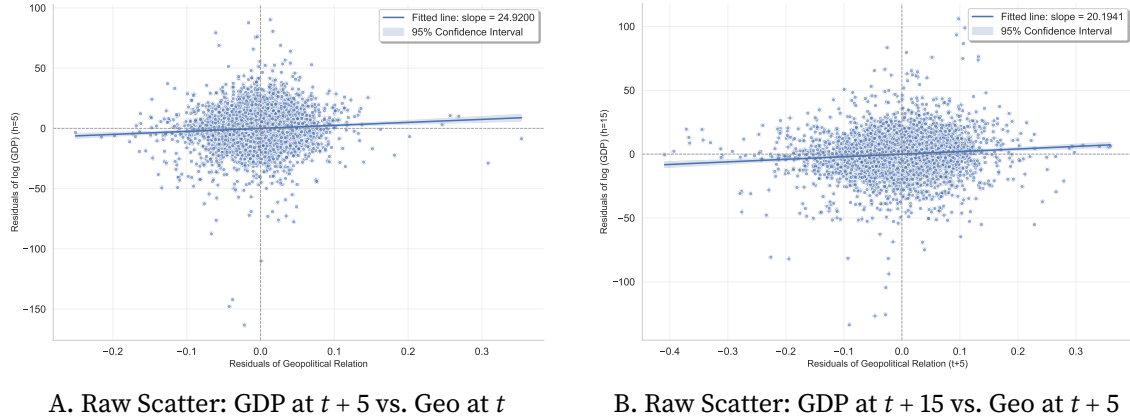 Fitted line: slope = 24.9200
95% Confidence Interval
100
50
0
−50
−100
−150
Residuals of log (GDP) (h=5)
−0.2
−0.1
0.0
0.1
0.2
0.3
Residuals of Geopolitical Relation
A. Raw Scatter: GDP at t + 5 vs. Geo at t
Fitted line: slope = 20.1941
95% Confidence Interval
100
50
0
−50
−100
Residuals of log (GDP) (h=15)
−0.4
−0.3
−0.2
−0.1
0.0
0.1
0.2
0.3
Residuals of Geopolitical Relation (t+5)
B. Raw Scatter: GDP at t + 15 vs. Geo at t + 5